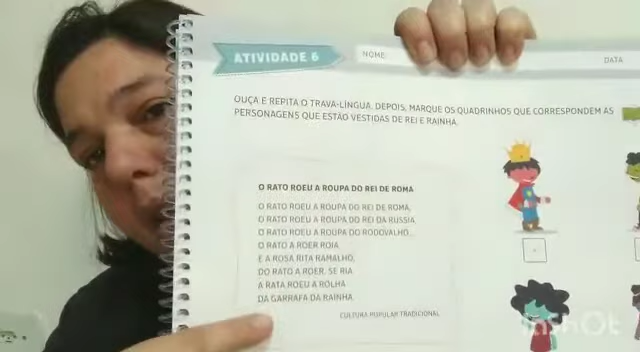 ATIVIDADE 6
NOME:
DATA
OUÇA E REPITA O TRAVA-LÍNGUA. DEPOIS, MARQUE OS QUADRINHOS QUE CORRESPONDEM ÀS
PERSONAGENS QUE ESTÃO VESTIDAS DE REI E RAINHA.
O RATO ROEU A ROUPA DO REI DE ROMA
O RATO ROEU A ROUPA DO REI DE ROMA,
O RATO ROEU A ROUPA DO REI DA RÚSSIA,
O RATO ROEU A ROUPA DO RODOVALHO...
O RATO A ROER ROÍA.
E A ROSA RITA RAMALHO,
DO RATO A ROER, SE RIA.
A RATA ROEU A ROLHA
DA GARRAFA DA RAINHA.
CULTURA POPULAR TRADICIONAL
InShOt